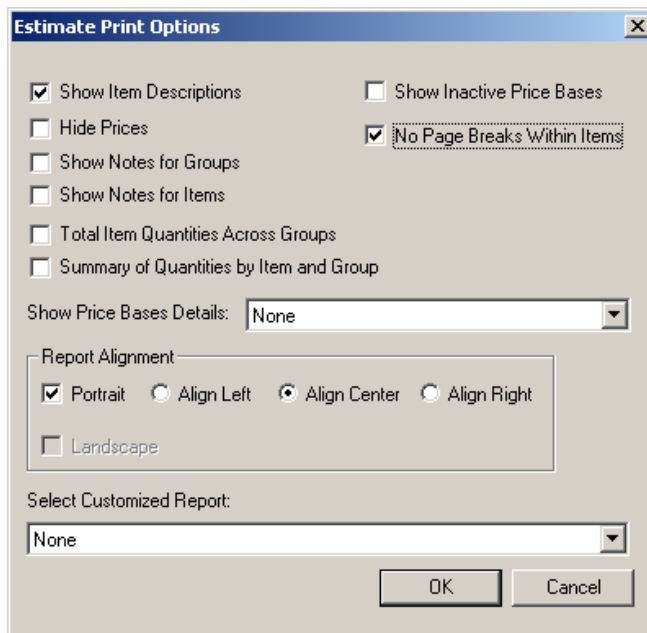 Estimate Print Options
Show Item Descriptions
Show Inactive Price Bases
Hide Prices
No Page Breaks Within Items
Show Notes for Groups
Show Notes for Items
Total Item Quantities Across Groups
Summary of Quantities by Item and Group
Show Price Bases Details: None
Report Alignment
Portrait Align Left Align Center Align Right
Landscape
Select Customized Report:
None
OK Cancel